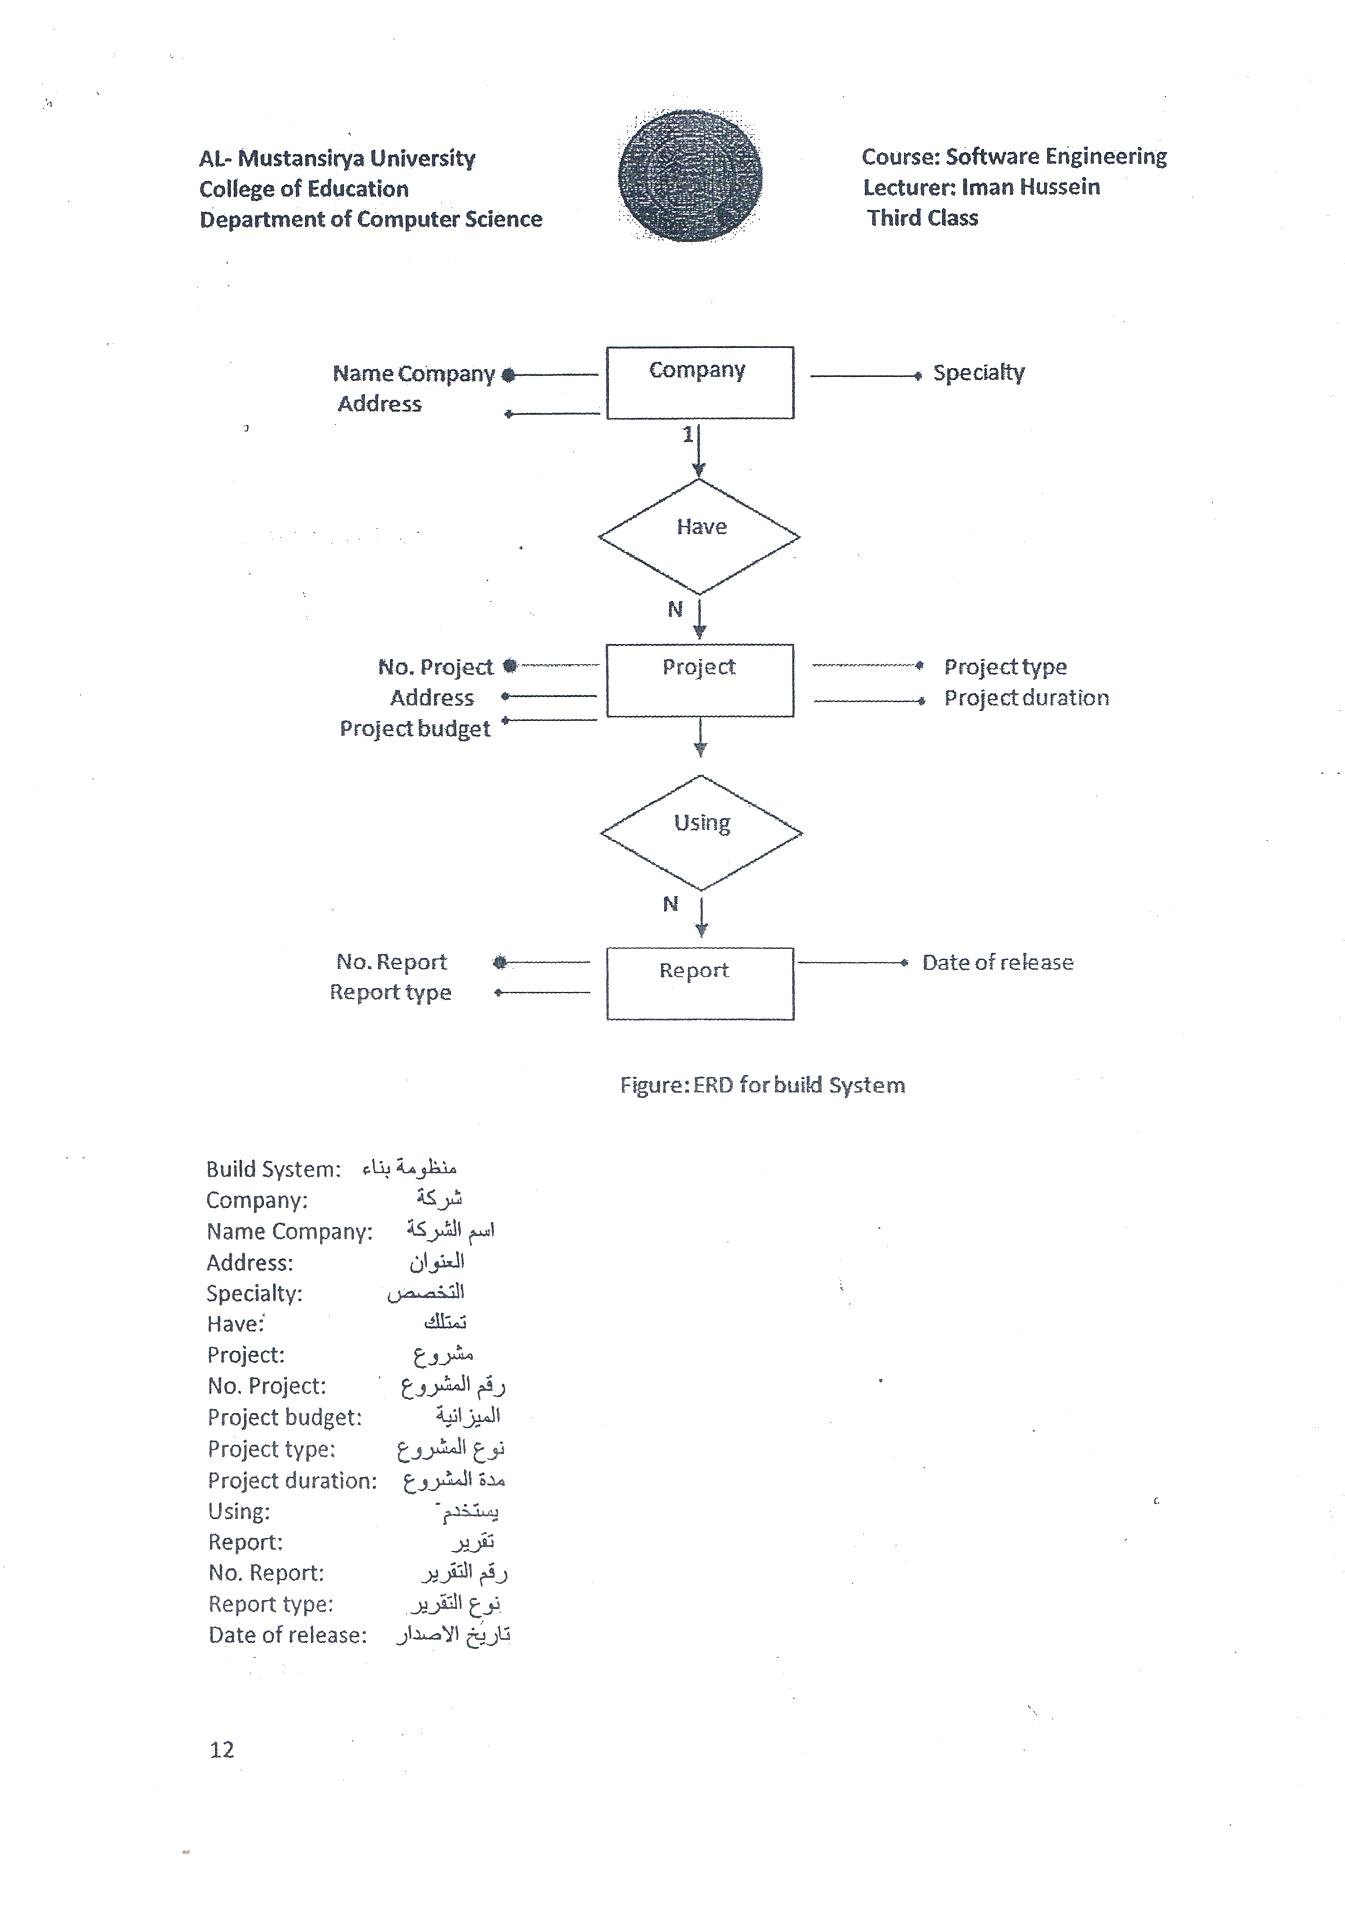 AL- Mustansirya University
College of Education
Department of Computer Science
Course: Software Engineering
Lecturer: Iman Hussein
Third Class
Name Company
Address
Company
Specialty
1
Have
N
No. Project
Address
Project budget
Project
Project type
Project duration
Using
N
No. Report
Report type
Report
Date of release
Figure: ERD for build System
Build System: منظومة بناء
Company: شركة
Name Company: اسم الشركة
Address: العنوان
Specialty: التخصص
Have: تمتلك
Project: مشروع
No. Project: رقم المشروع
Project budget: الميزانية
Project type: نوع المشروع
Project duration: مدة المشروع
Using: يستخدم
Report: تقرير
No. Report: رقم التقرير
Report type: نوع التقرير
Date of release: تاريخ الاصدار
12